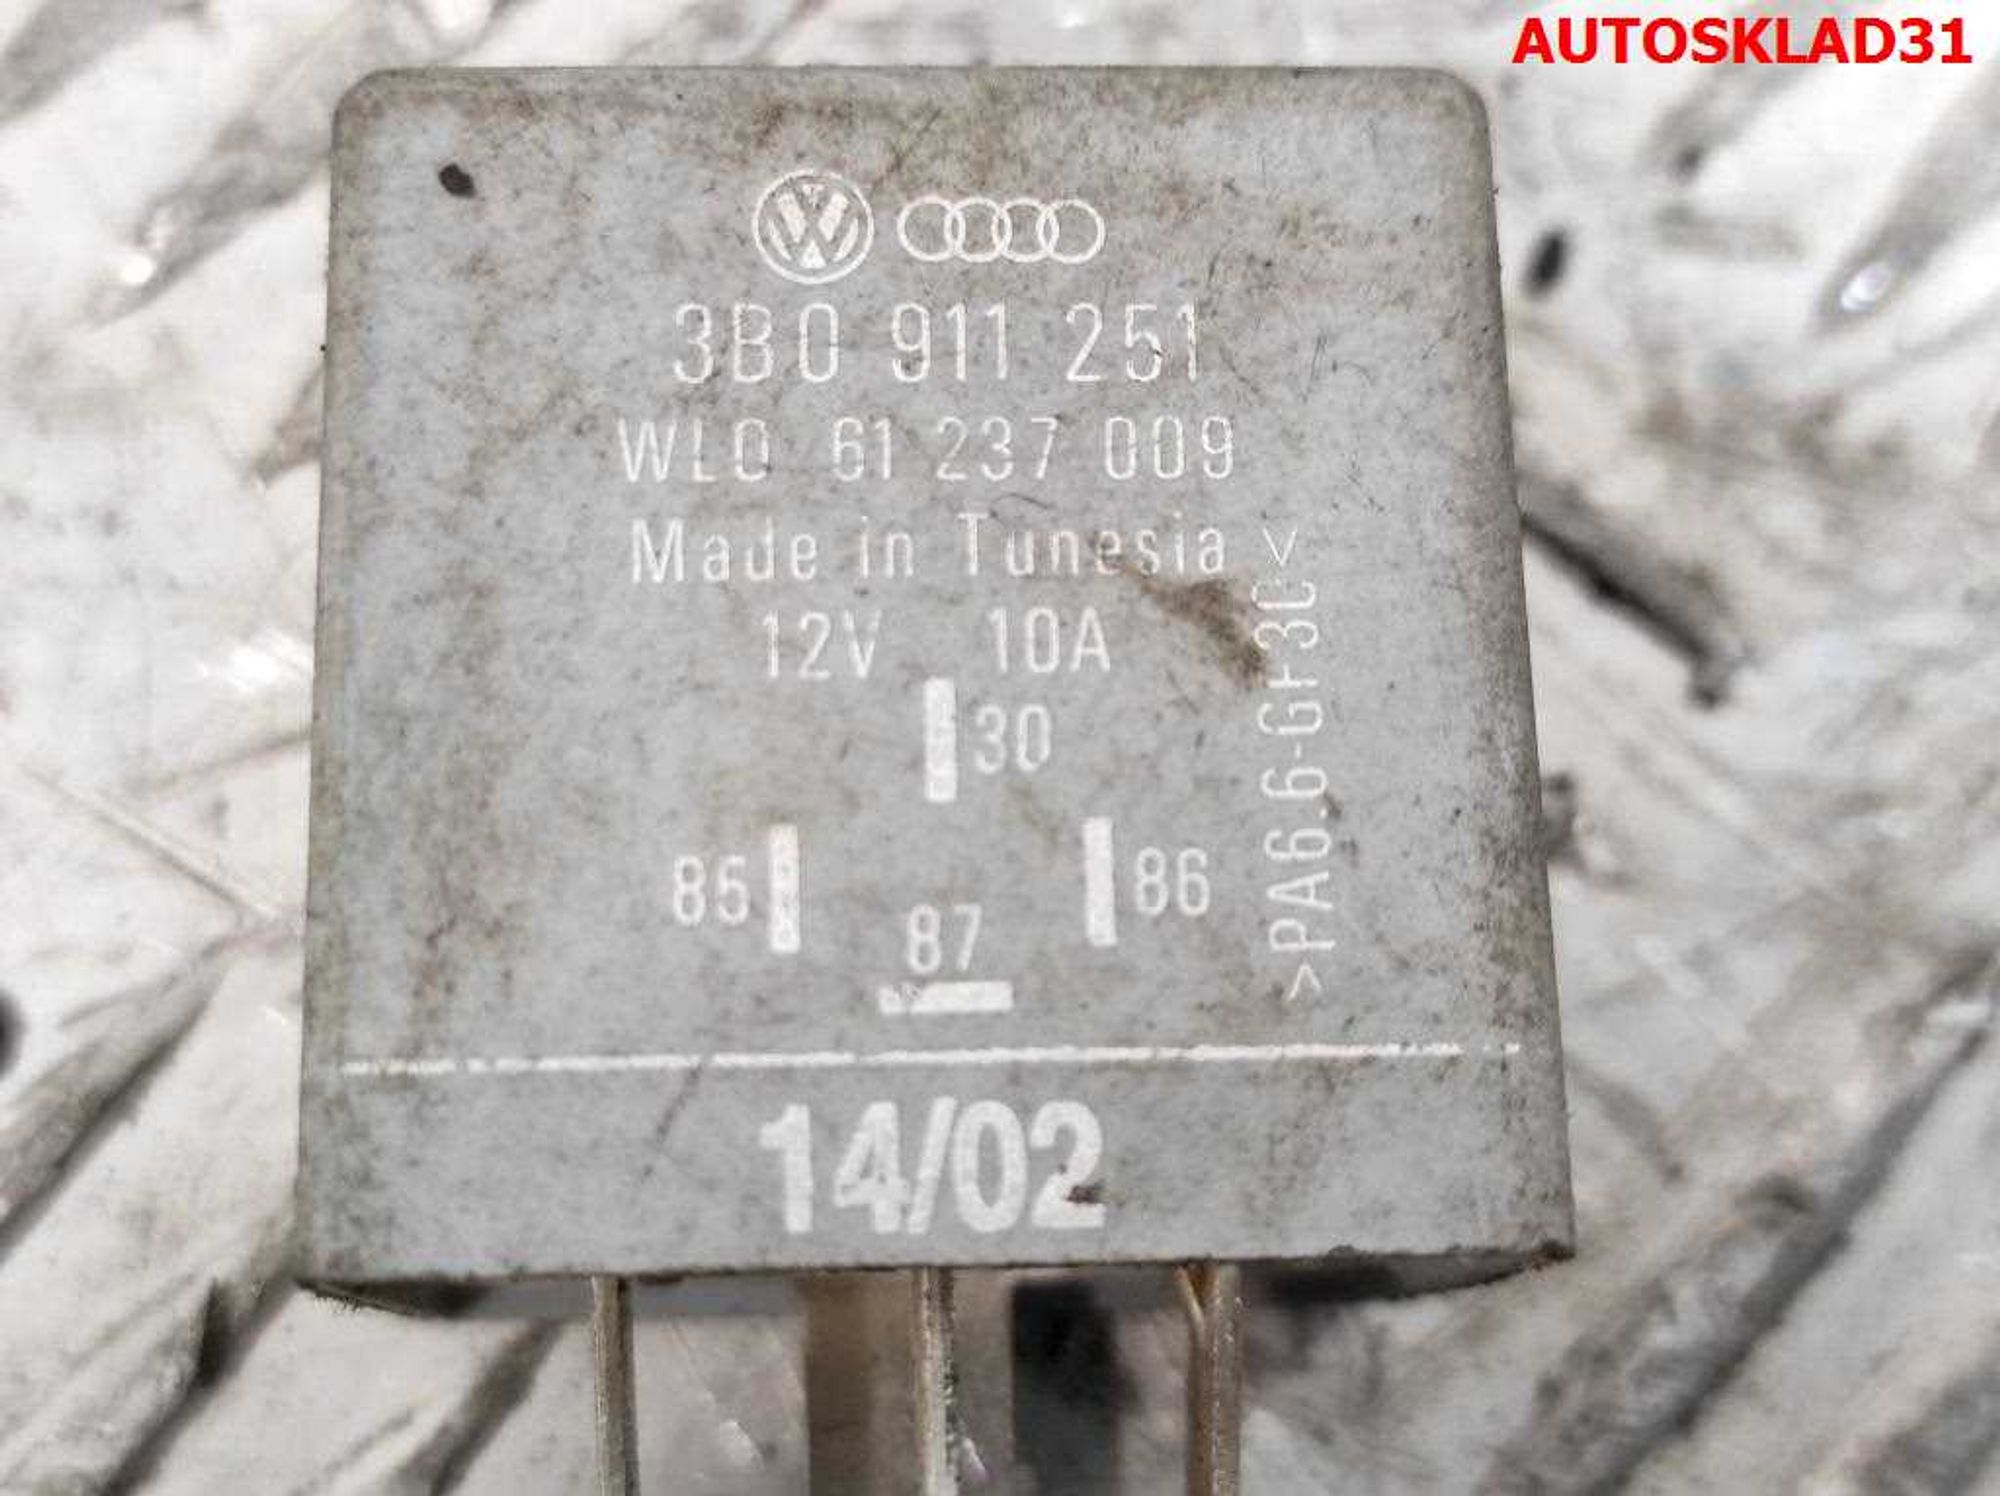 AUTOSKLAD31
3B0 911 251
WL0 61 237 009
Made in Tunesia
12V 10A
30
85
86
87
>PA6.6-GF30<
14/02